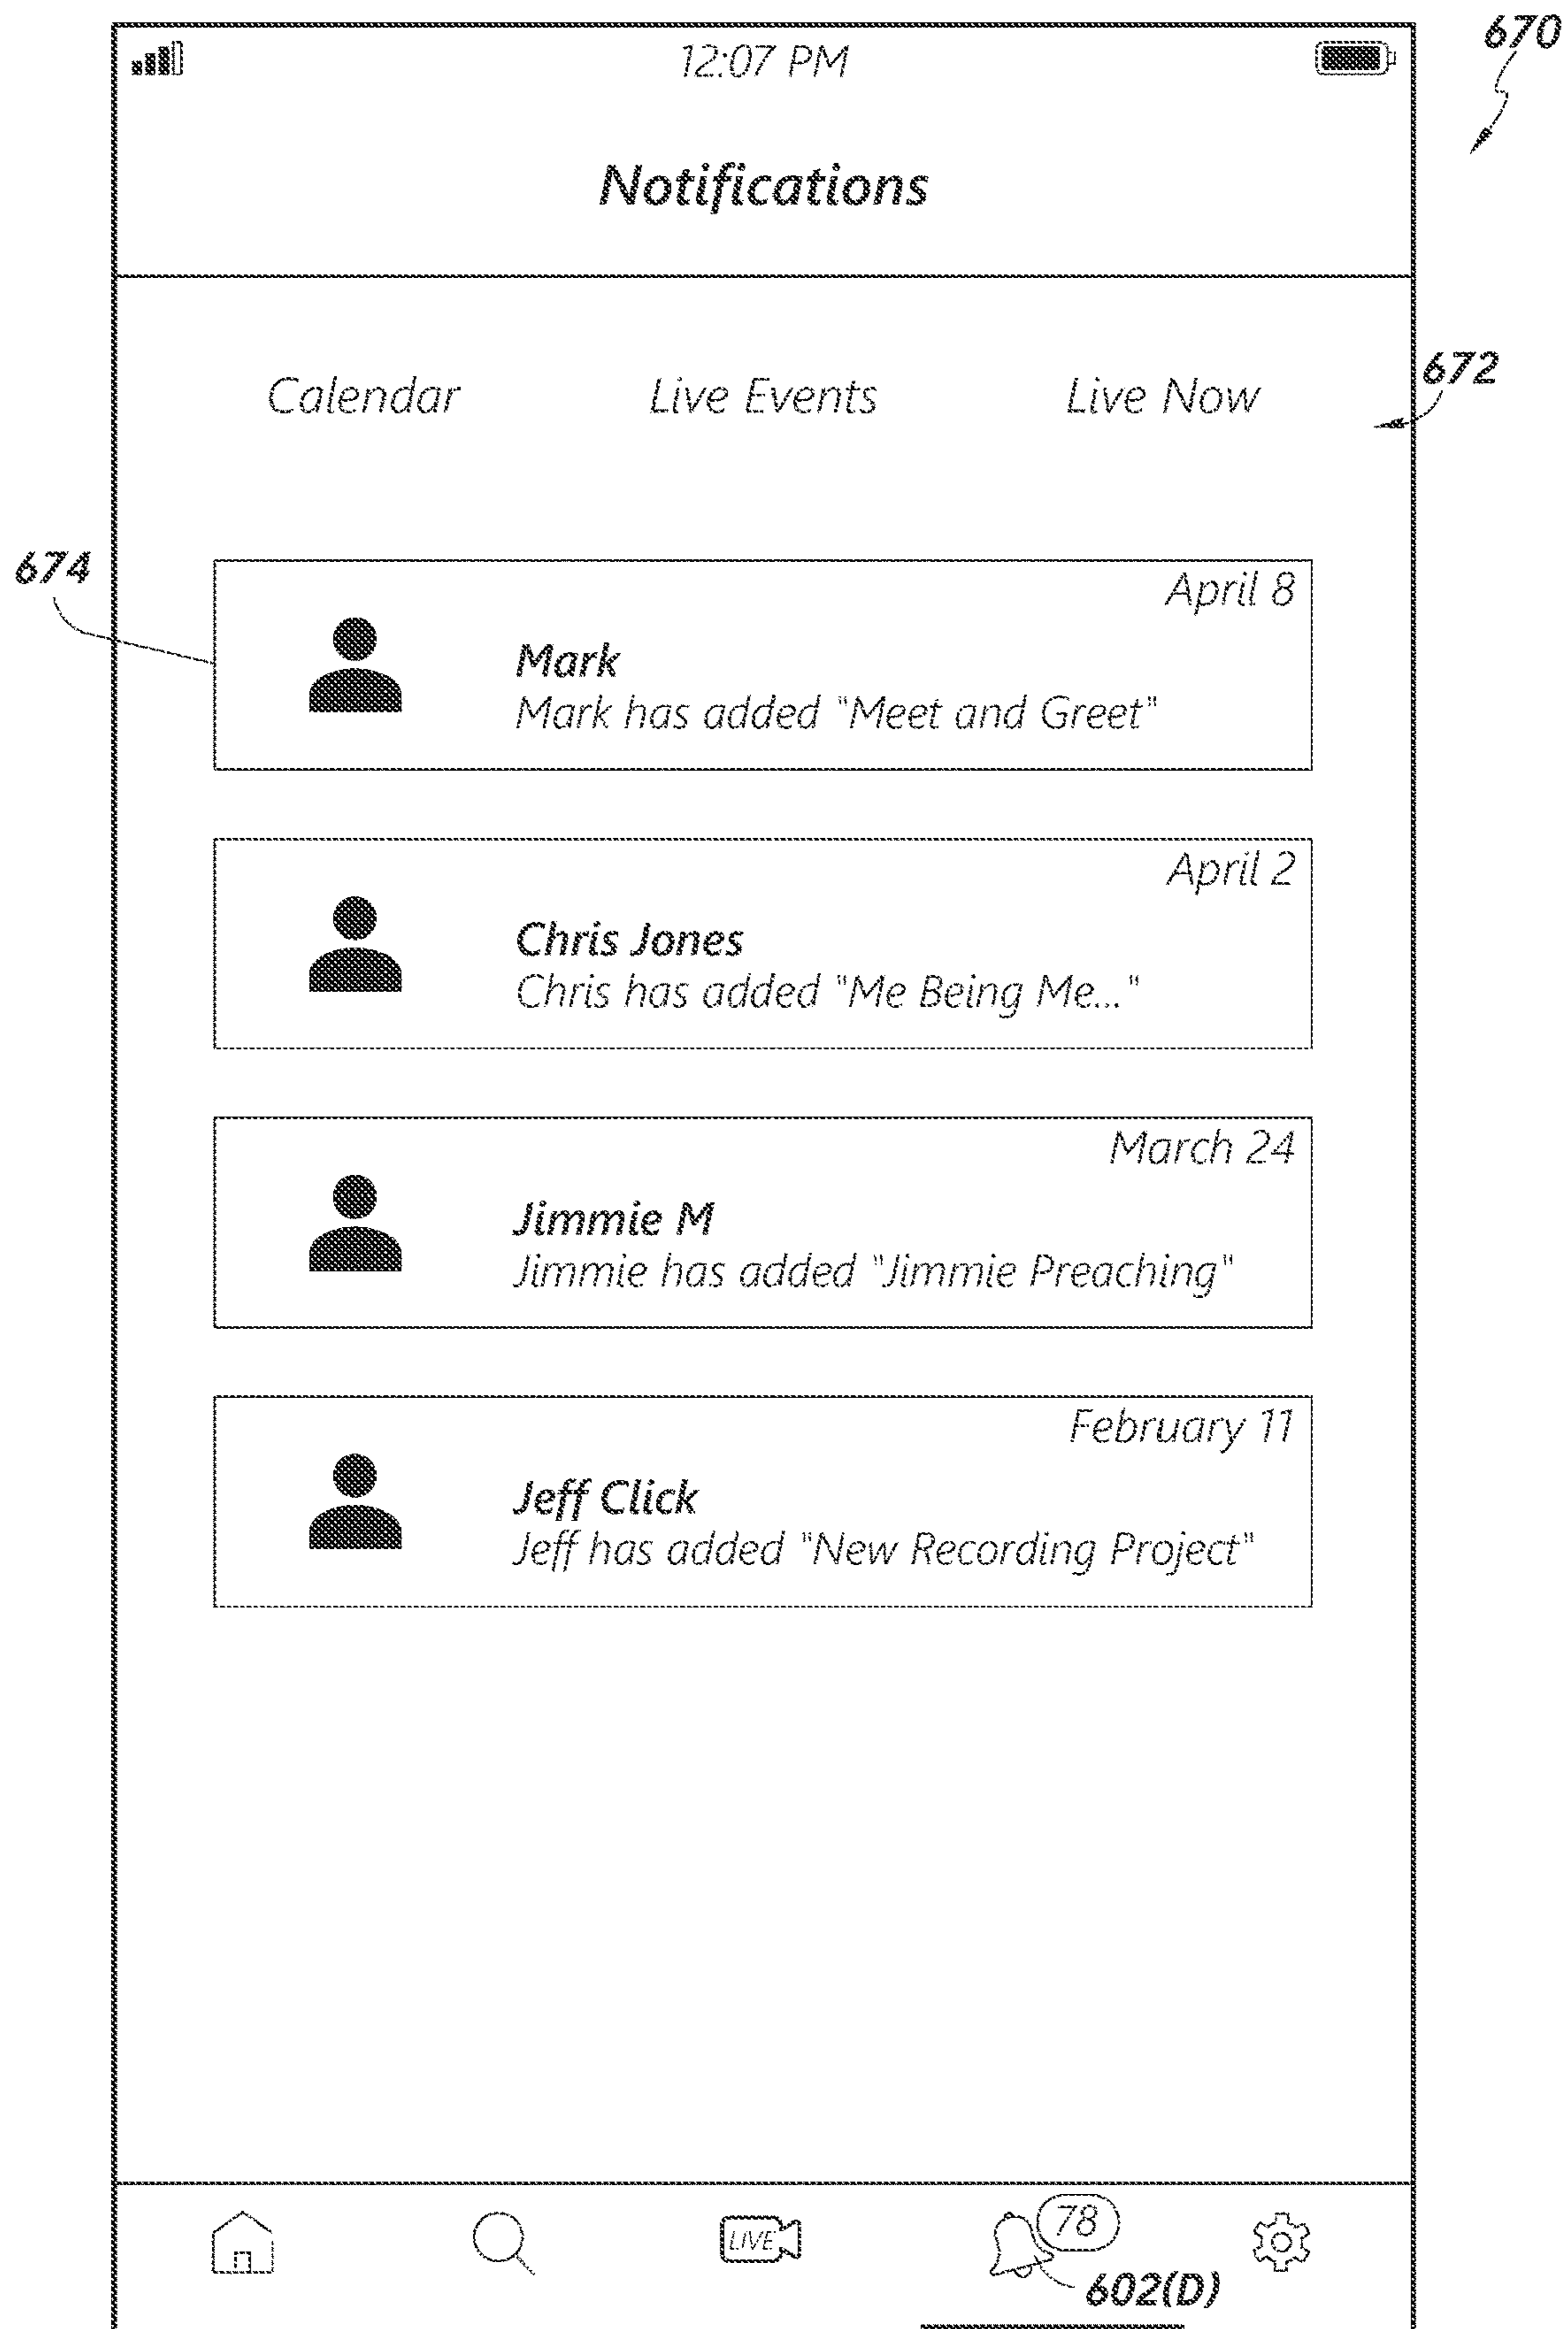 670
12:07 PM
Notifications
672
Calendar Live Events Live Now
674
April 8
Mark
Mark has added "Meet and Greet"
April 2
Chris Jones
Chris has added "Me Being Me..."
March 24
Jimmie M
Jimmie has added "Jimmie Preaching"
February 11
Jeff Click
Jeff has added "New Recording Project"
LIVE
78
602(D)